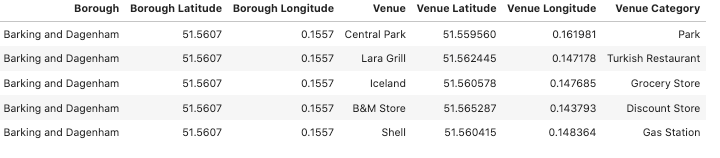 Borough Borough Latitude Borough Longitude Venue Venue Latitude Venue Longitude Venue Category
Barking and Dagenham 51.5607 0.1557 Central Park 51.559560 0.161981 Park
Barking and Dagenham 51.5607 0.1557 Lara Grill 51.562445 0.147178 Turkish Restaurant
Barking and Dagenham 51.5607 0.1557 Iceland 51.560578 0.147685 Grocery Store
Barking and Dagenham 51.5607 0.1557 B&M Store 51.565287 0.143793 Discount Store
Barking and Dagenham 51.5607 0.1557 Shell 51.560415 0.148364 Gas Station